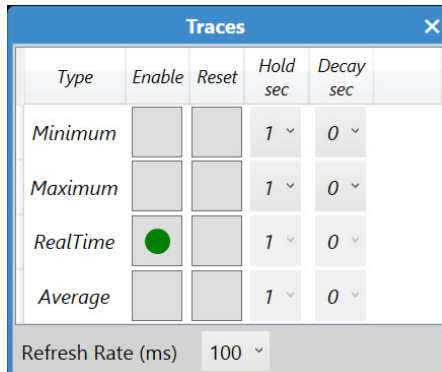 Traces
Type Enable Reset Hold sec Decay sec
Minimum 1 0
Maximum 1 0
RealTime 1 0
Average 1 0
Refresh Rate (ms) 100